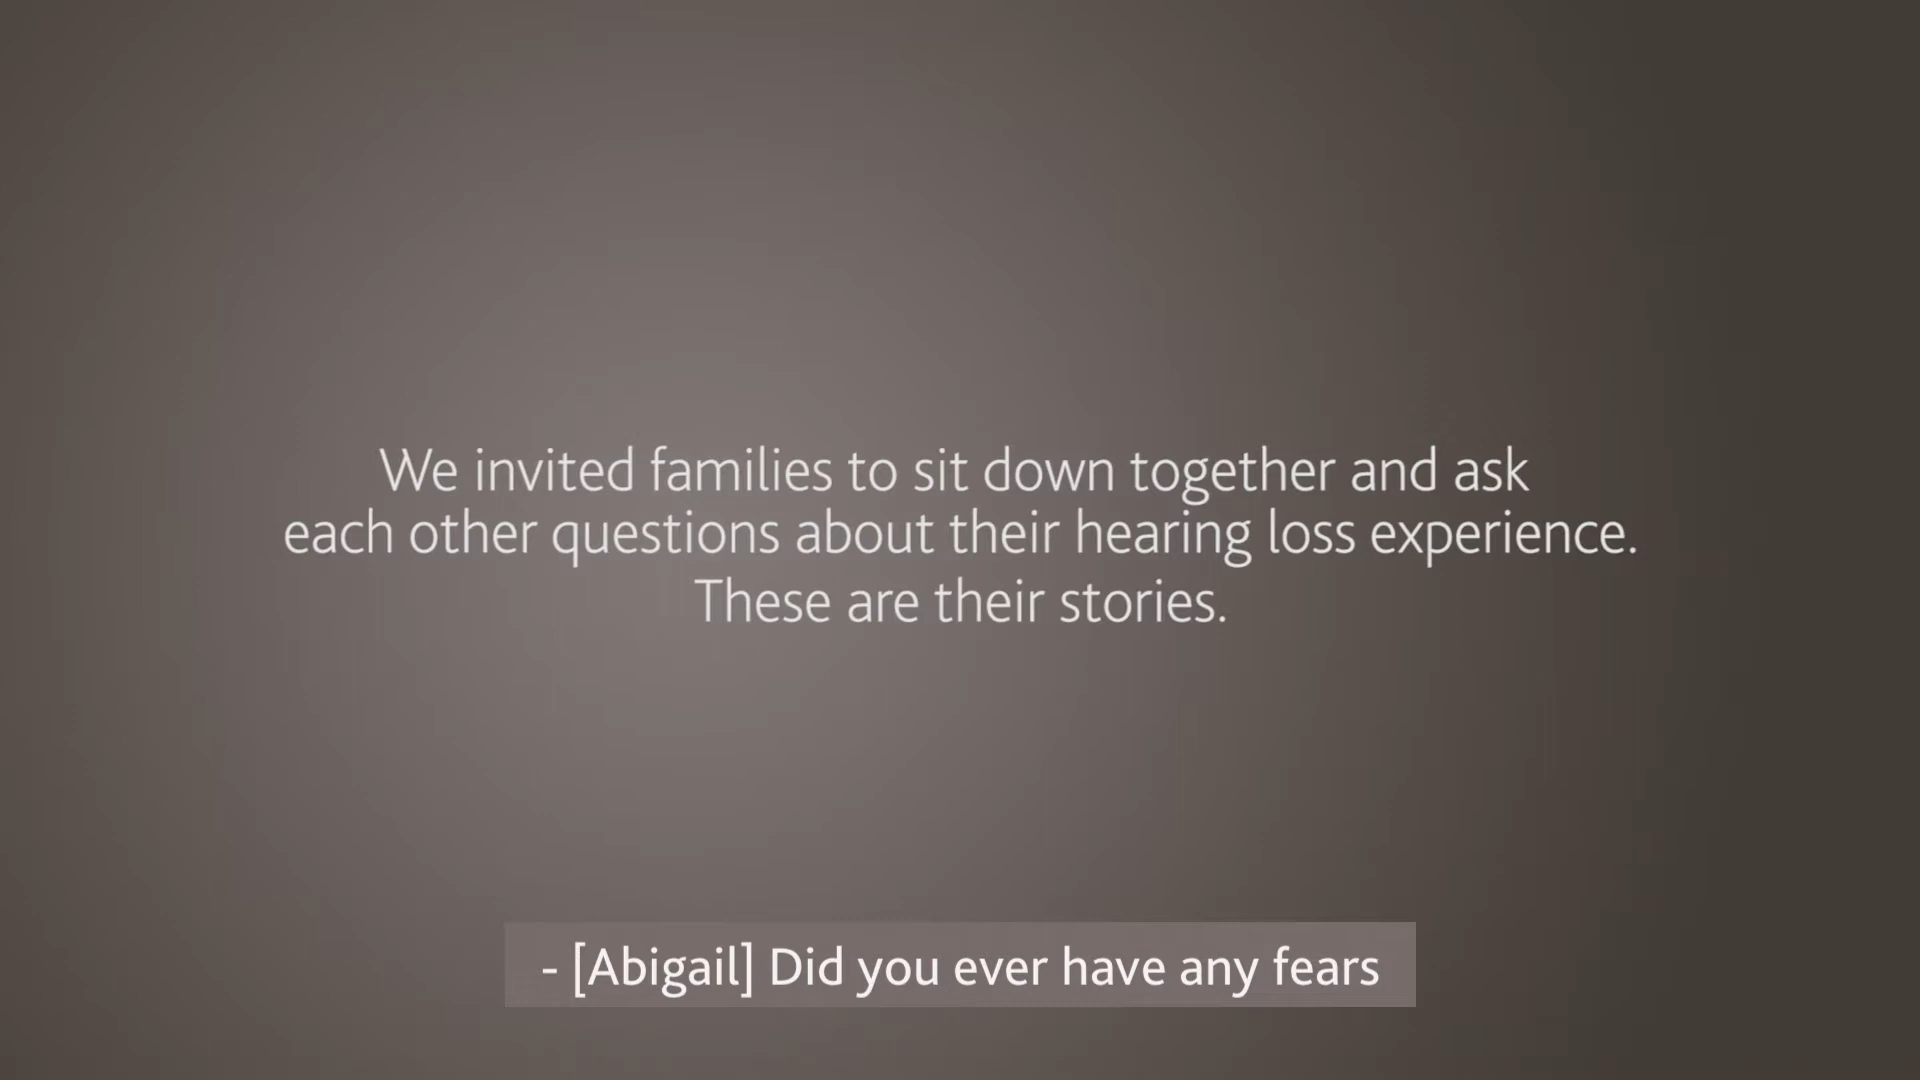 We invited families to sit down together and ask
each other questions about their hearing loss experience.
These are their stories.
- [Abigail] Did you ever have any fears